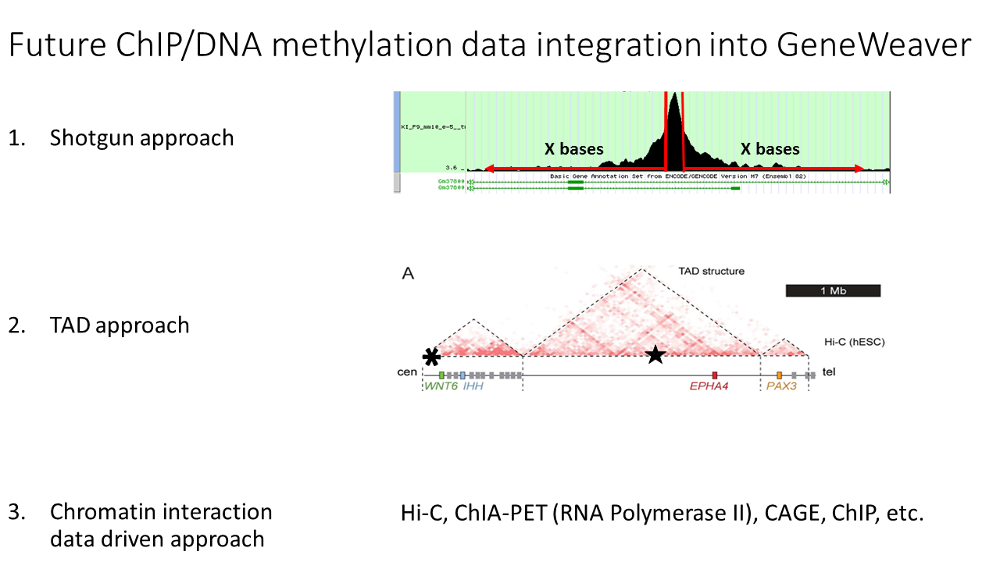 Future ChIP/DNA methylation data integration into GeneWeaver
1. Shotgun approach
KI_P9_mm10_e-5__t
X bases X bases
3.6 _
Basic Gene Annotation Set from ENCODE/GENCODE Version M7 (Ensembl 82)
Gm37800
Gm37800
2. TAD approach
A
TAD structure
1 Mb
Hi-C (hESC)
cen
tel
WNT6 IHH EPHA4 PAX3
3. Chromatin interaction
data driven approach
Hi-C, ChIA-PET (RNA Polymerase II), CAGE, ChIP, etc.